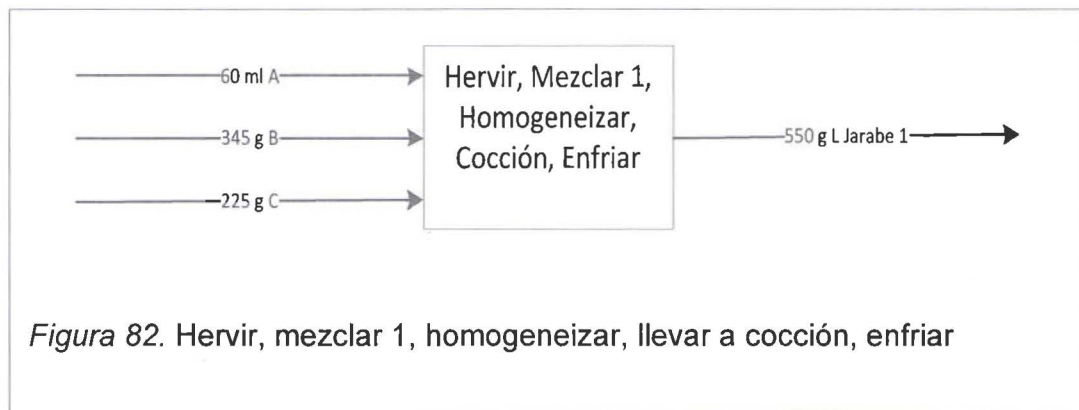 60 ml A
345 g B
225 g C
Hervir, Mezclar 1,
Homogeneizar,
Cocción, Enfriar
550 g L Jarabe 1
Figura 82. Hervir, mezclar 1, homogeneizar, llevar a cocción, enfriar